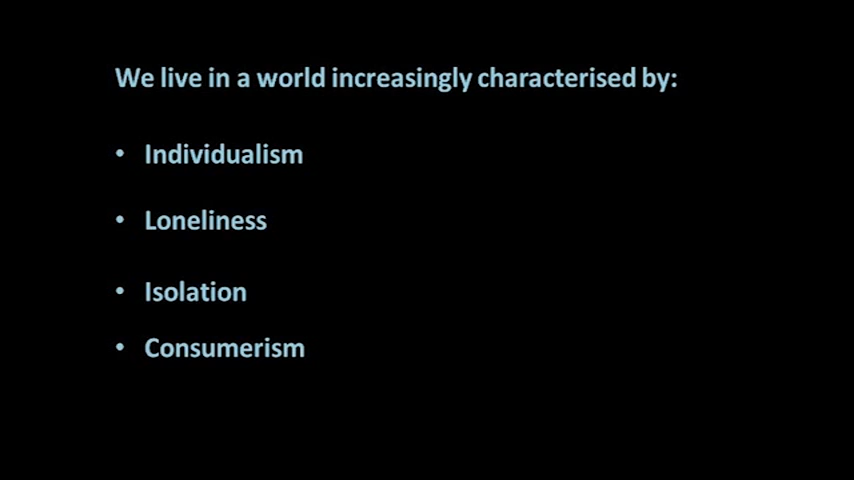 We live in a world increasingly characterised by:
• Individualism
• Loneliness
• Isolation
• Consumerism